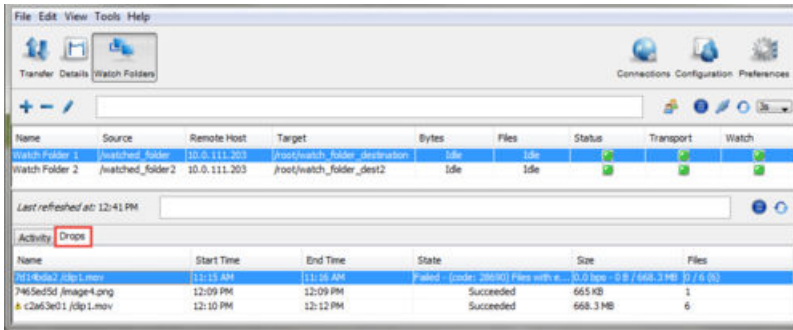 File Edit View Tools Help
Transfer Details Watch Folders Connections Configuration Preferences
3s
Name Source Remote Host Target Bytes Files Status Transport Watch
Watch Folder 1 /watched_folder 10.0.111.203 /root/watch_folder_destination Idle Idle
Watch Folder 2 /watched_folder2 10.0.111.203 /root/watch_folder_dest2 Idle Idle
Last refreshed at: 12:41 PM
Activity Drops
Name Start Time End Time State Size Files
7d14bda2 /clip1.mov 11:15 AM 11:16 AM Failed - (code: 28690) Files with e... 0.0 bps - 0 B / 668.3 MB 0 / 6 (6)
7465ed5d /image4.png 12:09 PM 12:09 PM Succeeded 665 KB 1
c2a63e01 /clip1.mov 12:10 PM 12:12 PM Succeeded 668.3 MB 6